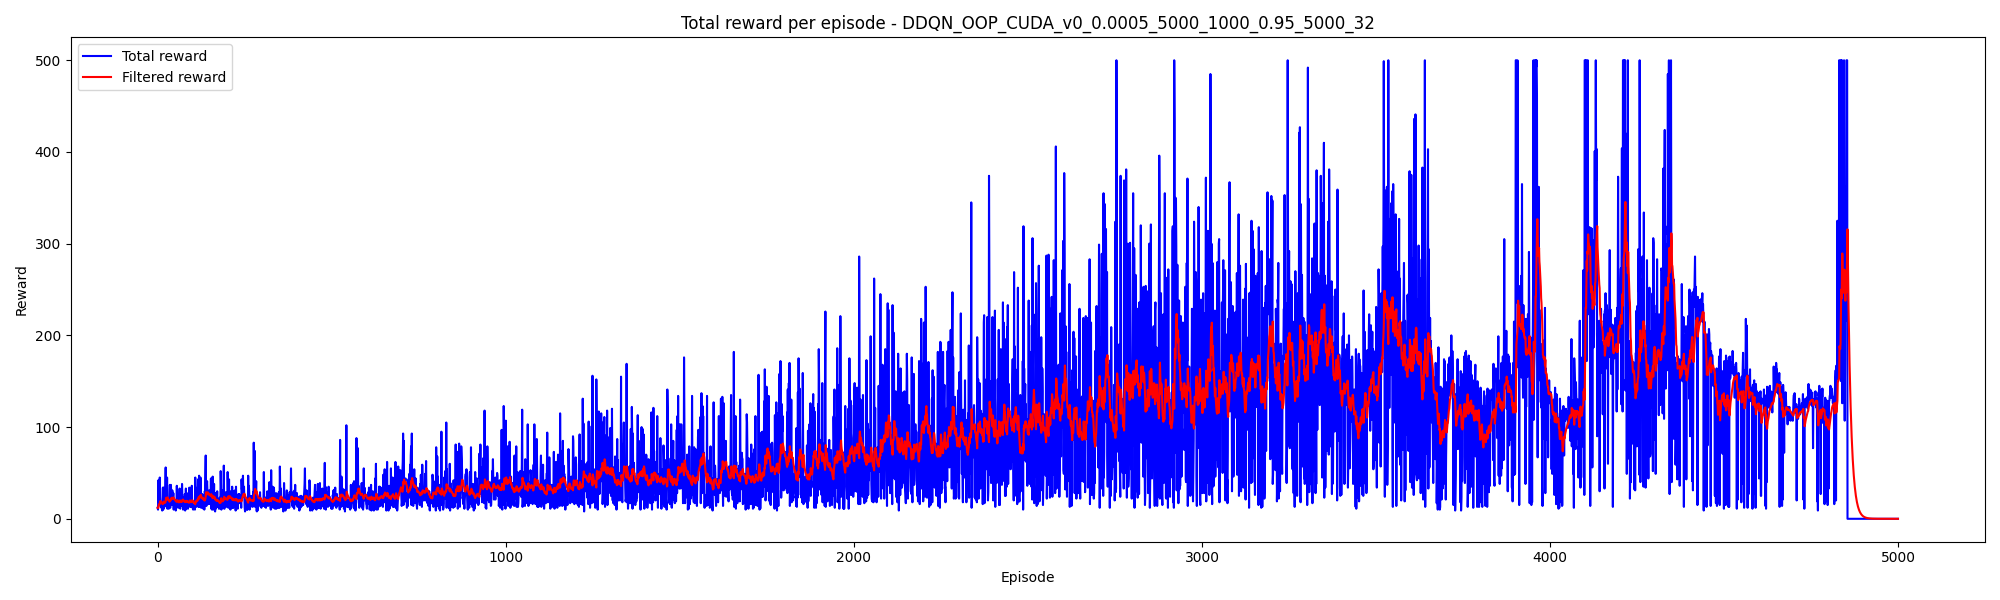 Total reward per episode - DDQN_OOP_CUDA_v0_0.0005_5000_1000_0.95_5000_32
Total reward
Filtered reward
500
400
300
200
100
0
Reward
0 1000 2000 3000 4000 5000
Episode